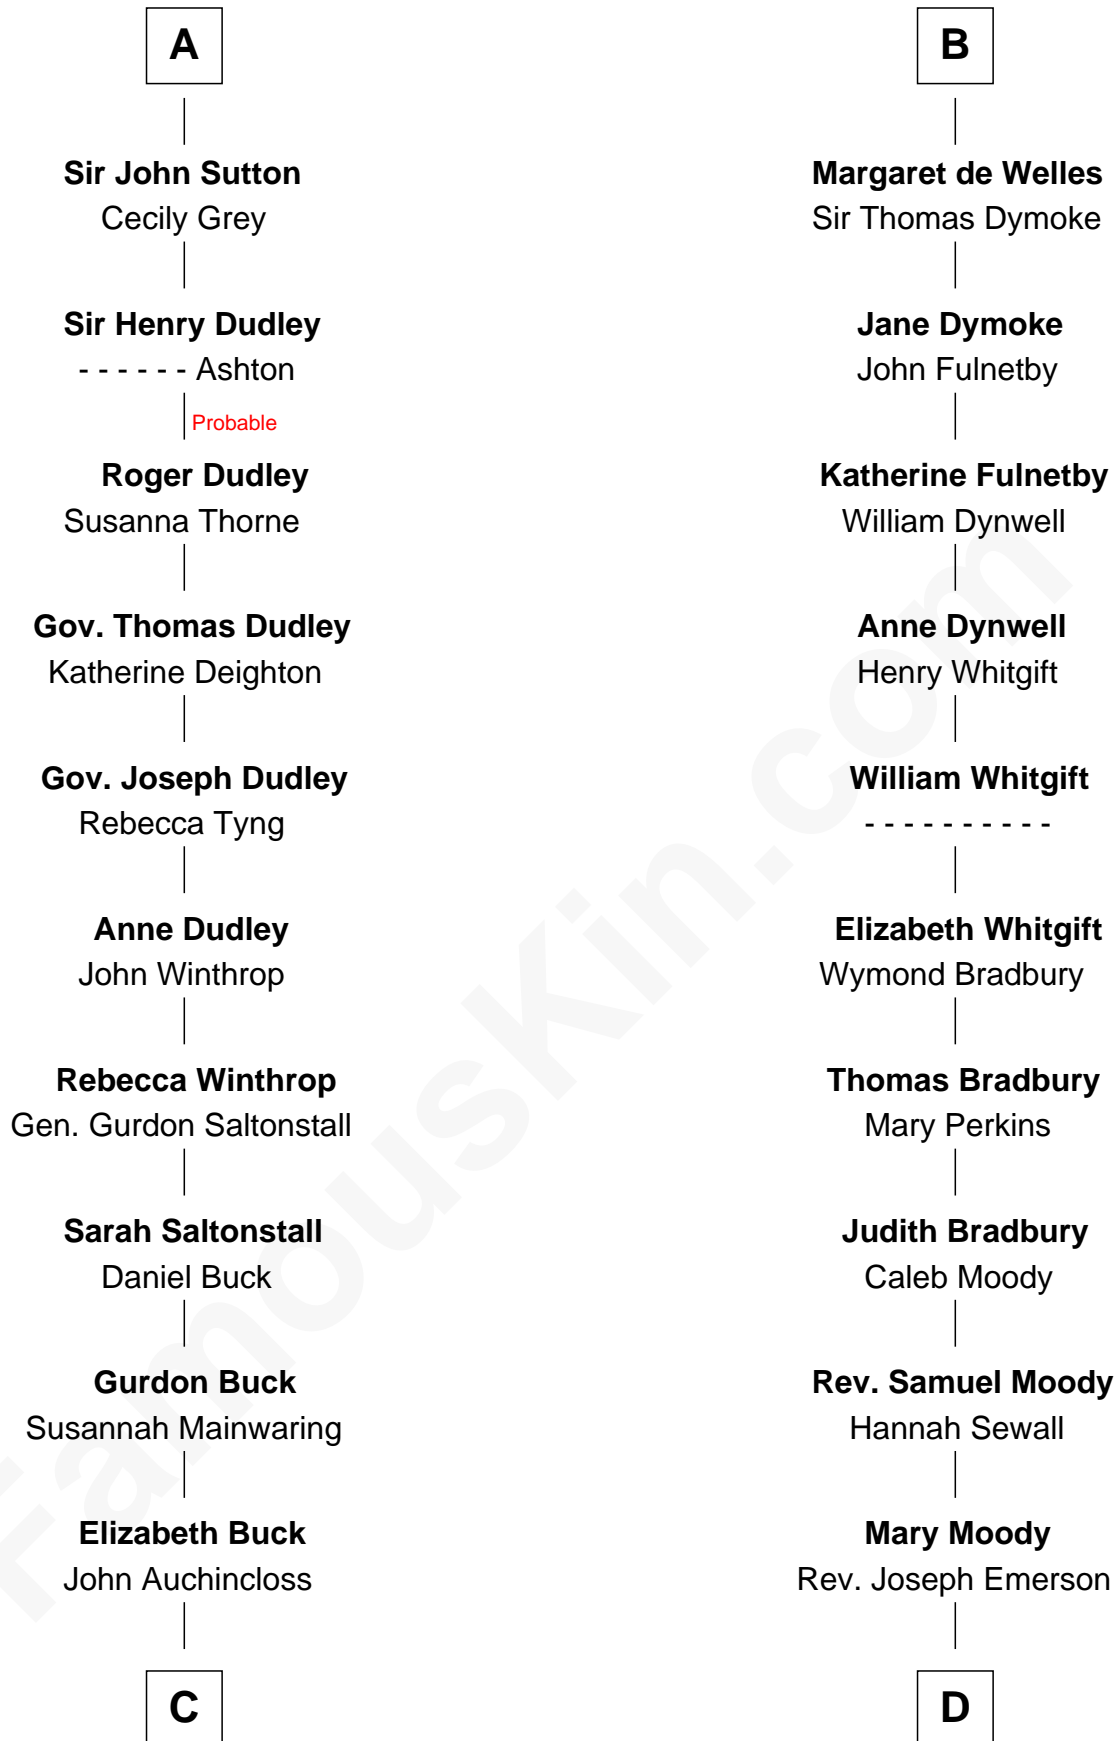 A
Sir John Sutton
Cecily Grey
Sir Henry Dudley
- - - - - - Ashton
Probable
Roger Dudley
Susanna Thorne
Gov. Thomas Dudley
Katherine Deighton
Gov. Joseph Dudley
Rebecca Tyng
Anne Dudley
John Winthrop
Rebecca Winthrop
Gen. Gurdon Saltonstall
Sarah Saltonstall
Daniel Buck
Gurdon Buck
Susannah Mainwaring
Elizabeth Buck
John Auchincloss
C
B
Margaret de Welles
Sir Thomas Dymoke
Jane Dymoke
John Fulnetby
Katherine Fulnetby
William Dynwell
Anne Dynwell
Henry Whitgift
William Whitgift
- - - - - - - - - -
Elizabeth Whitgift
Wymond Bradbury
Thomas Bradbury
Mary Perkins
Judith Bradbury
Caleb Moody
Rev. Samuel Moody
Hannah Sewall
Mary Moody
Rev. Joseph Emerson
D
FamousKin.com